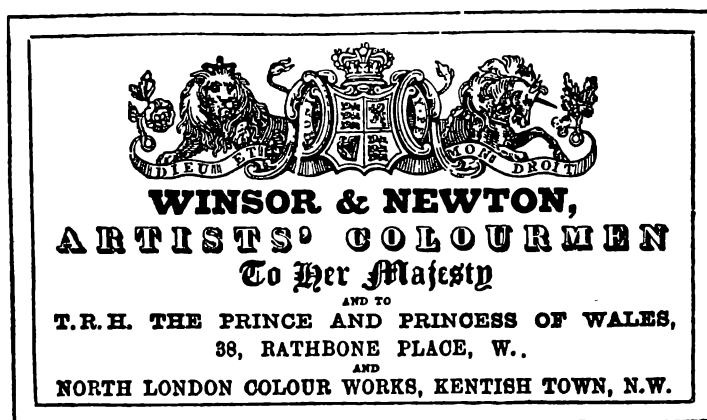 DIEU ET MON DROIT
WINSOR & NEWTON,
ARTISTS' COLOURMEN
To Her Majesty
AND TO
T. R. H. THE PRINCE AND PRINCESS OF WALES,
38, RATHBONE PLACE, W..
AND
NORTH LONDON COLOUR WORKS, KENTISH TOWN, N.W.